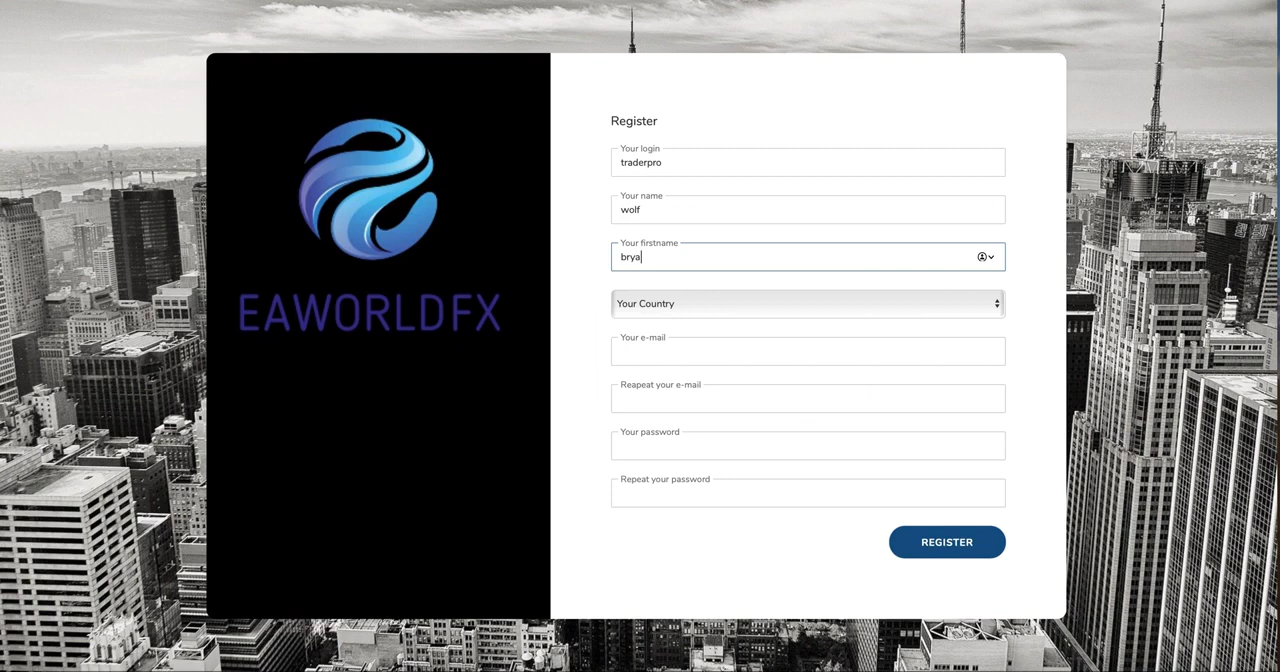 EAWORLDFX
Register
Your login
traderpro
Your name
wolf
Your firstname
brya
Your Country
Your e-mail
Reapeat your e-mail
Your password
Repeat your password
REGISTER